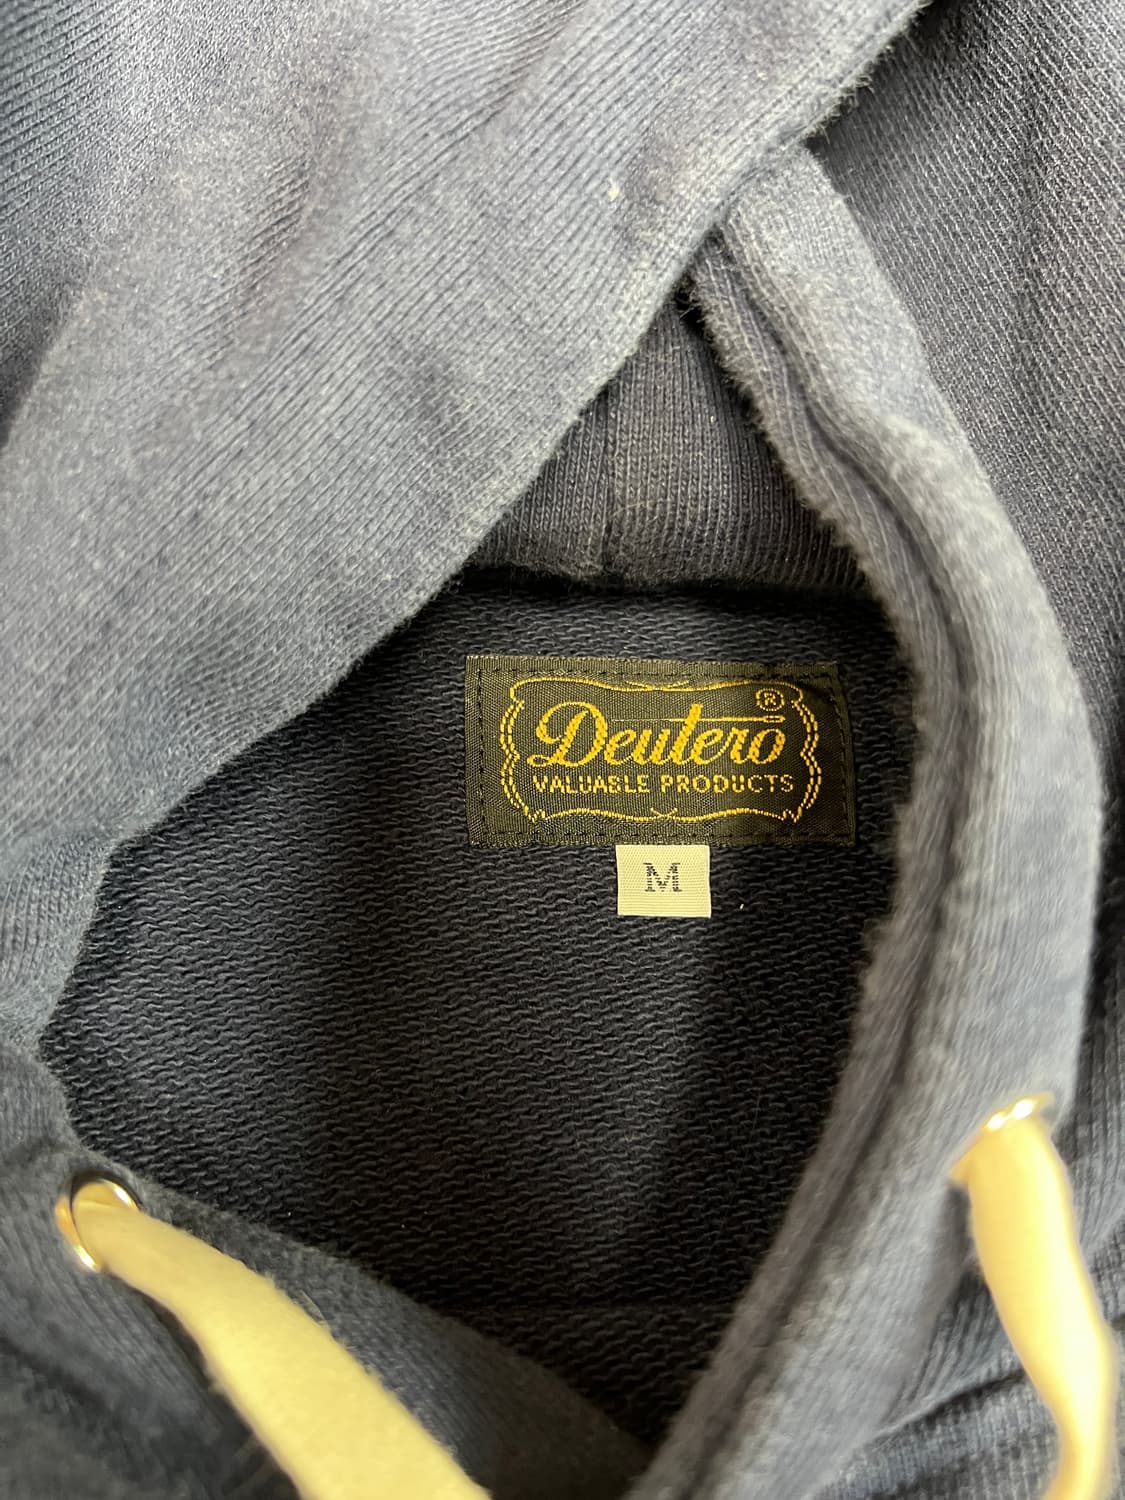 Deutero ®
VALUABLE PRODUCTS
M